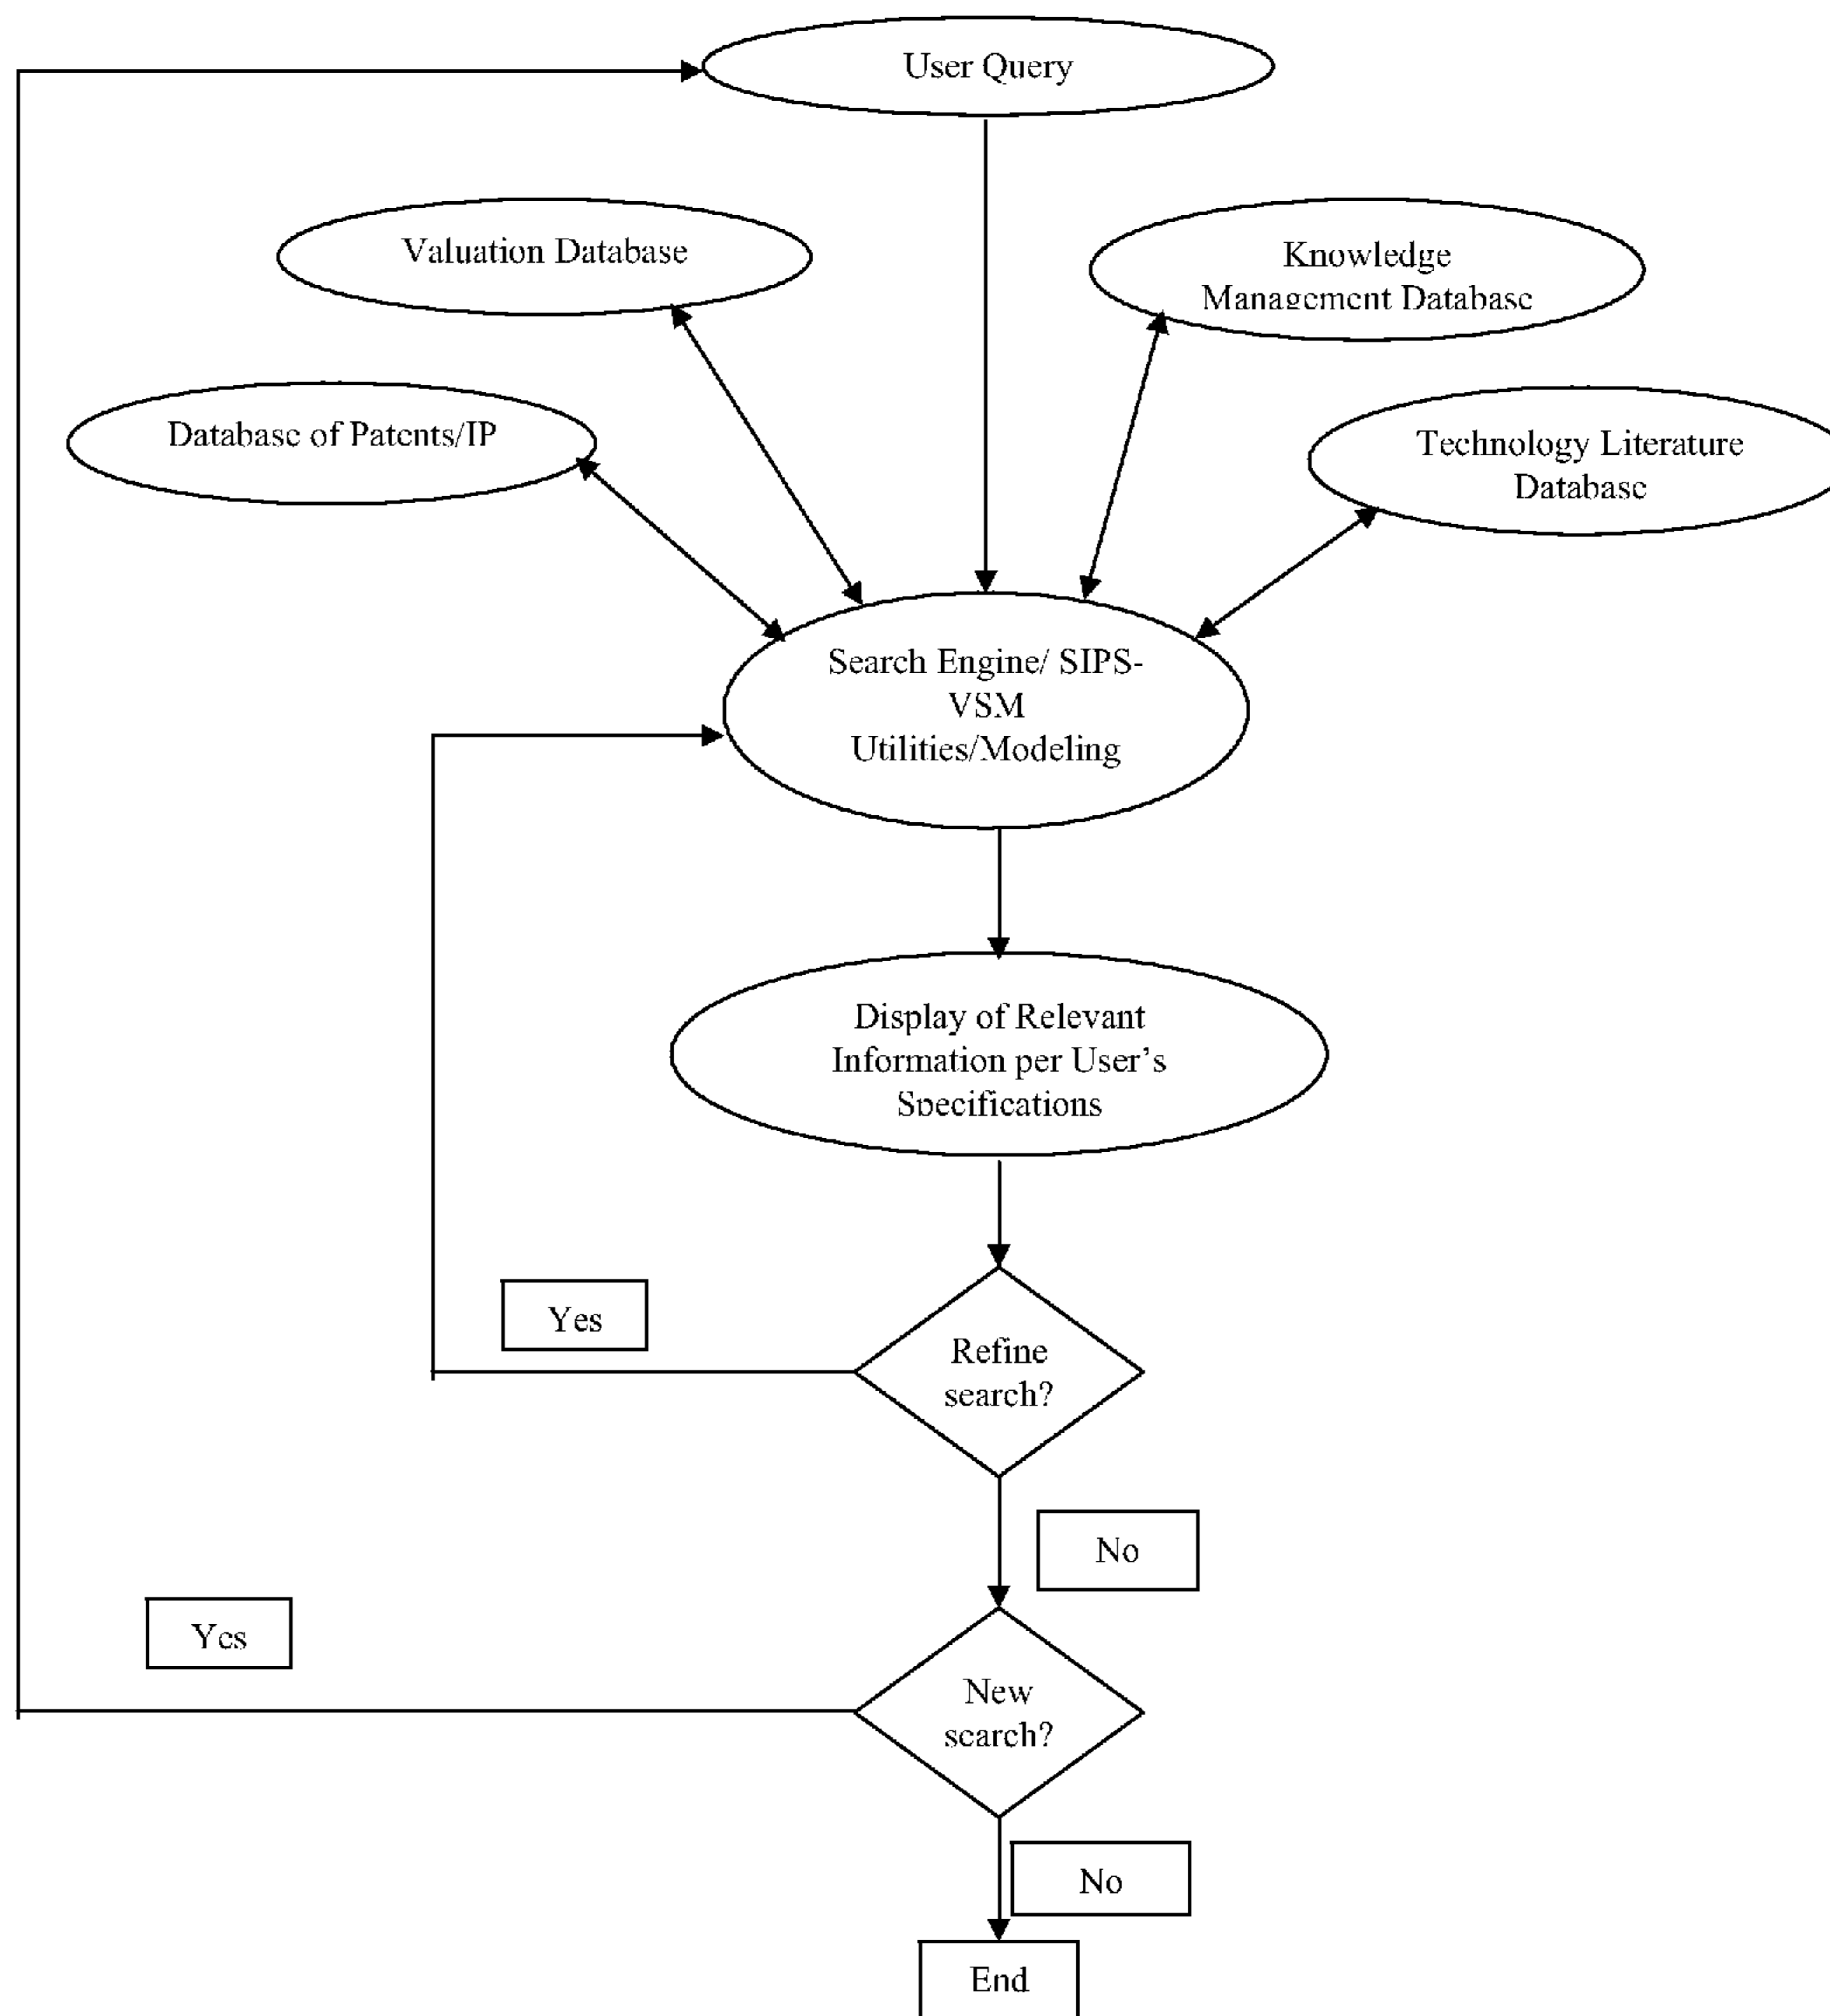 User Query
Valuation Database
Knowledge
Management Database
Database of Patents/IP
Technology Literature
Database
Search Engine/ SIPS-
VSM
Utilities/Modeling
Display of Relevant
Information per User's
Specifications
Yes
Refine
search?
No
Yes
New
search?
No
End